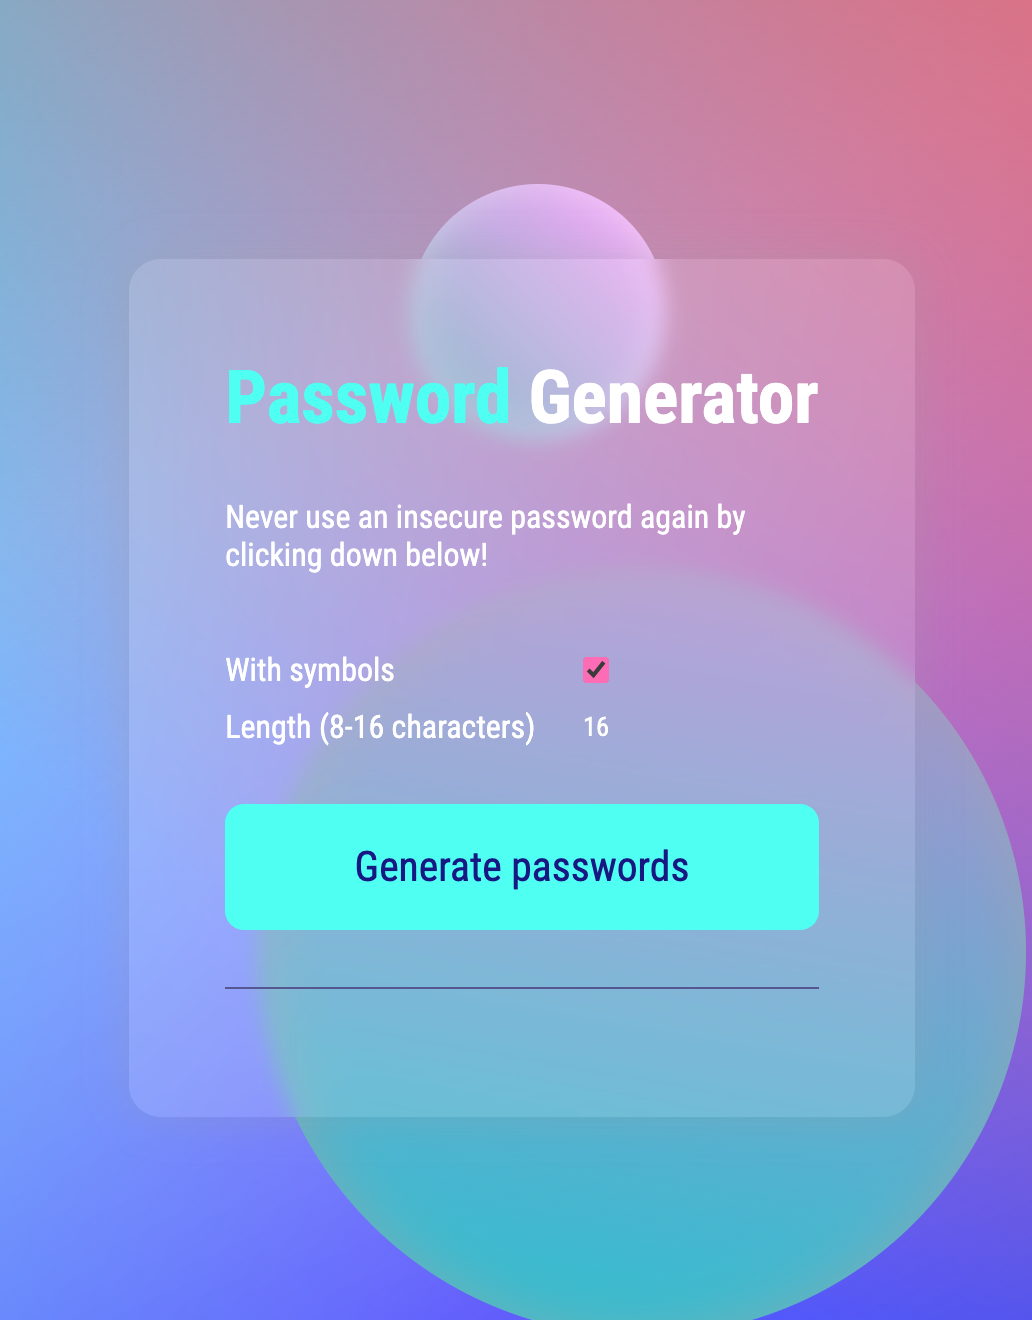 Password Generator
Never use an insecure password again by
clicking down below!
With symbols
Length (8-16 characters) 16
Generate passwords